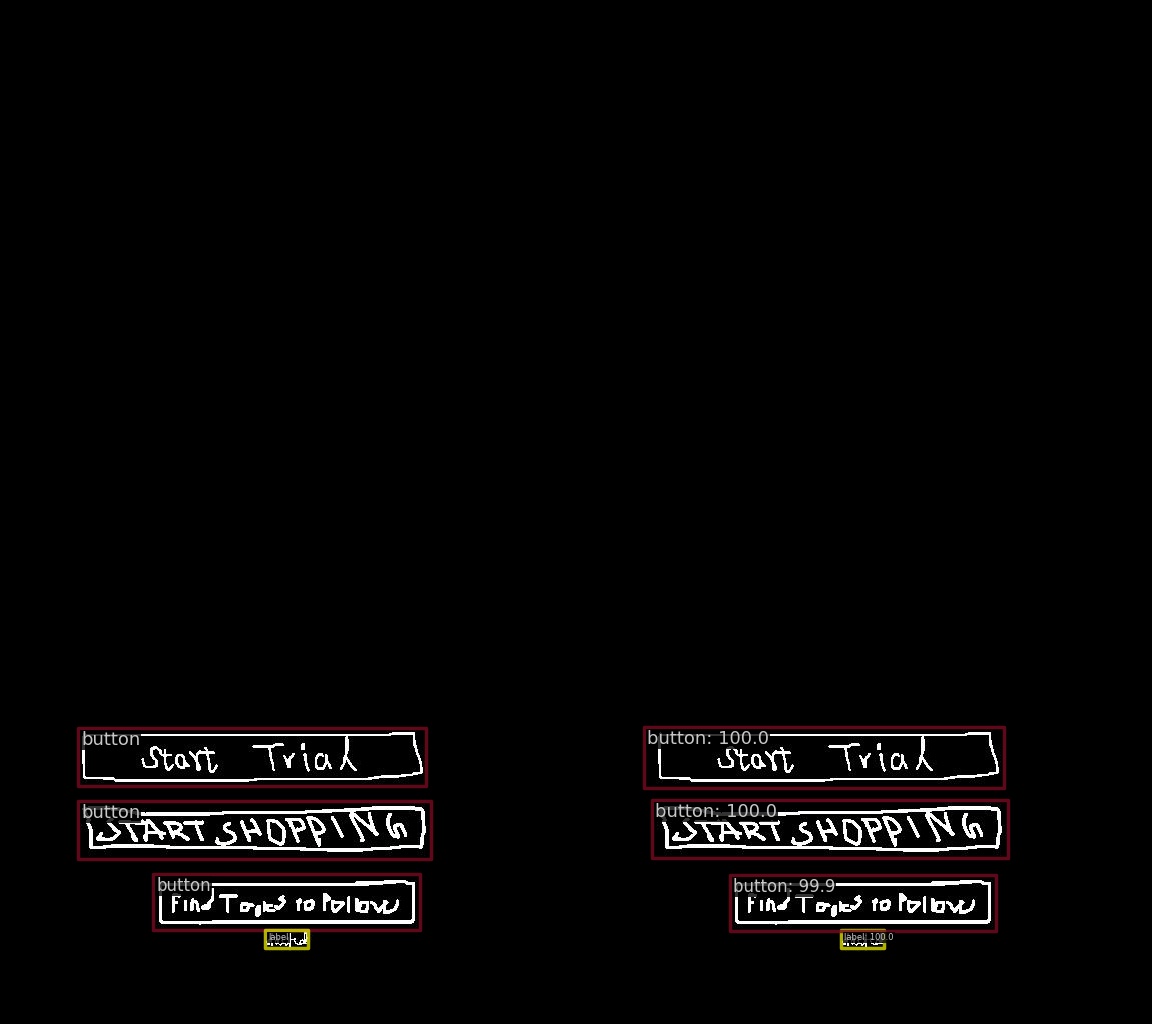 button button: 100.0
Start Trial Start Trial
button button: 100.0
START SHOPPING START SHOPPING
button button: 99.9
Find Topics to Follow Find Topics to Follow
label label: 100.0